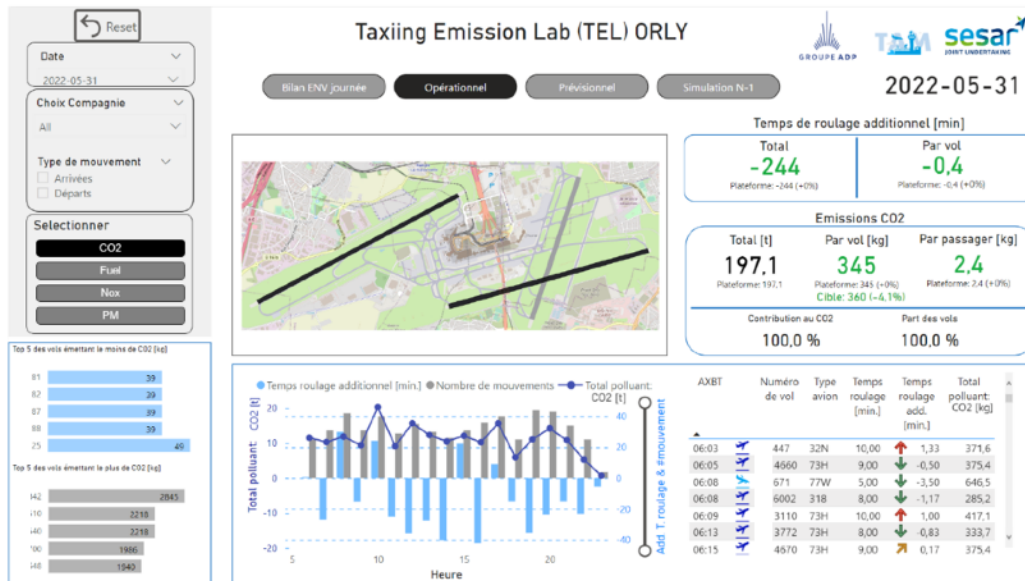 Reset
Taxiing Emission Lab (TEL) ORLY
GROUPE ADP
TAM
sesar
JOINT UNDERTAKING
Date
2022-05-31
Choix Compagnie
All
Type de mouvement
Arrivées
Départs
Selectionner
CO2
Fuel
Nox
PM
Bilan ENV journée
Opérationnel
Prévisionnel
Simulation N-1
2022-05-31
Temps de roulage additionnel [min]
Total
-244
Plateforme: -244 (+0%)
Par vol
-0,4
Plateforme: -0,4 (+0%)
Emissions CO2
Total [t]
197,1
Plateforme: 197,1
Par vol [kg]
345
Plateforme: 345 (+0%)
Cible: 360 (-4,1%)
Par passager [kg]
2,4
Plateforme: 2,4 (+0%)
Contribution au CO2
100,0 %
Part des vols
100,0 %
Top 5 des vols émettant le moins de CO2 [kg]
81 39
82 39
87 39
88 39
25 49
Top 5 des vols émettant le plus de CO2 [kg]
2845
2218
2218
1986
1940
Temps roulage additionnel [min.] Nombre de mouvements Total polluant: CO2 [t]
Total polluant CO2 [t]
20
10
0
-10
-20
40
20
0
-20
-40
Add T. roulage & #mouvement
5 10 15 20
Heure
AXBT Numéro de vol Type avion Temps roulage [min.] Temps roulage add. [min.] Total polluant: CO2 [kg]
06:03 447 32N 10,00 1,33 371,6
06:05 4660 73H 9,00 -0,50 375,4
06:08 671 77W 5,00 -3,50 646,5
06:08 6002 318 8,00 -1,17 285,2
06:09 3110 73H 10,00 1,00 417,1
06:13 3772 73H 8,00 -0,83 333,7
06:15 4670 73H 9,00 0,17 375,4